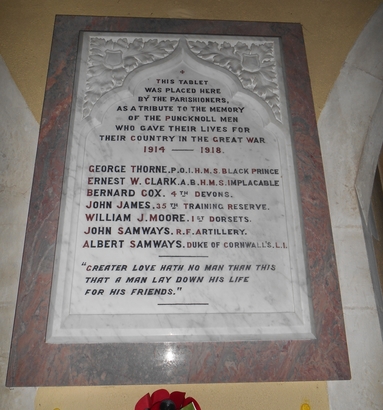 THIS TABLET
WAS PLACED HERE
BY THE PARISHIONERS,
AS A TRIBUTE TO THE MEMORY
OF THE PUNCKNOLL MEN
WHO GAVE THEIR LIVES FOR
THEIR COUNTRY IN THE GREAT WAR
1914 — 1918.
GEORGE THORNE, P.O.I. H.M.S. BLACK PRINCE
ERNEST W. CLARK, A.B. H.M.S. IMPLACABLE
BERNARD COX. 4TH DEVONS.
JOHN JAMES, 35TH TRAINING RESERVE.
WILLIAM J. MOORE. 1ST DORSETS.
JOHN SAMWAYS. R.F. ARTILLERY.
ALBERT SAMWAYS, DUKE OF CORNWALL'S. L.I.
"GREATER LOVE HATH NO MAN THAN THIS
THAT A MAN LAY DOWN HIS LIFE
FOR HIS FRIENDS."